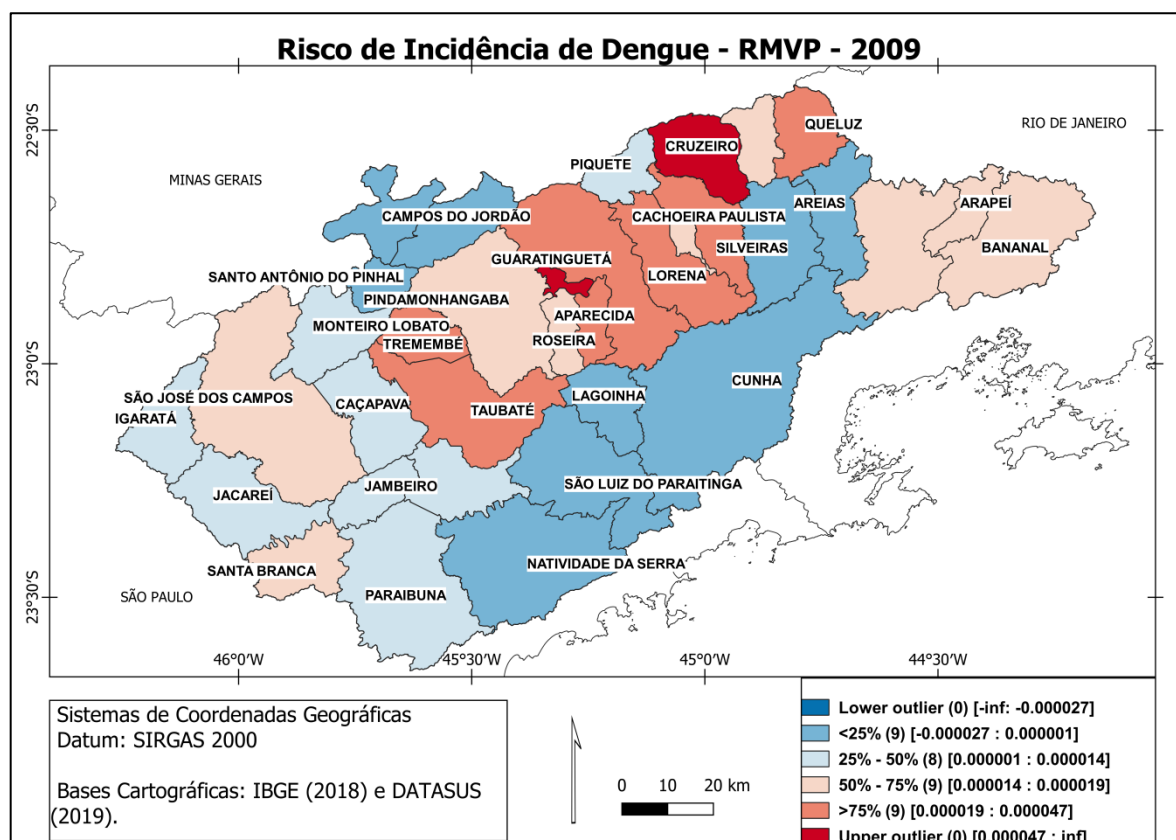 Risco de Incidência de Dengue - RMVP - 2009
22°30'S
RIO DE JANEIRO
QUELUZ
CRUZEIRO
PIQUETE
MINAS GERAIS
CAMPOS DO JORDÃO
CACHOEIRA PAULISTA
AREIAS
ARAPEÍ
SILVEIRAS
BANANAL
GUARATINGUETÁ
SANTO ANTÔNIO DO PINHAL
LORENA
PINDAMONHANGABA
MONTEIRO LOBATO
APARECIDA
TREMEMBÉ
ROSEIRA
23°00'S
CUNHA
SÃO JOSÉ DOS CAMPOS
CAÇAPAVA
LAGOINHA
IGARATÁ
TAUBATÉ
JACAREÍ
JAMBEIRO
SÃO LUIZ DO PARAITINGA
NATIVIDADE DA SERRA
SANTA BRANCA
PARAIBUNA
SÃO PAULO
23°30'S
46°0'W
45°30'W
45°0'W
44°30'W
Sistemas de Coordenadas Geográficas
Datum: SIRGAS 2000
Bases Cartográficas: IBGE (2018) e DATASUS
(2019).
0 10 20 km
Lower outlier (0) [-inf: -0.000027]
<25% (9) [-0.000027 : 0.000001]
25% - 50% (8) [0.000001 : 0.000014]
50% - 75% (9) [0.000014 : 0.000019]
>75% (9) [0.000019 : 0.000047]
Upper outlier (0) [0.000047 : inf]